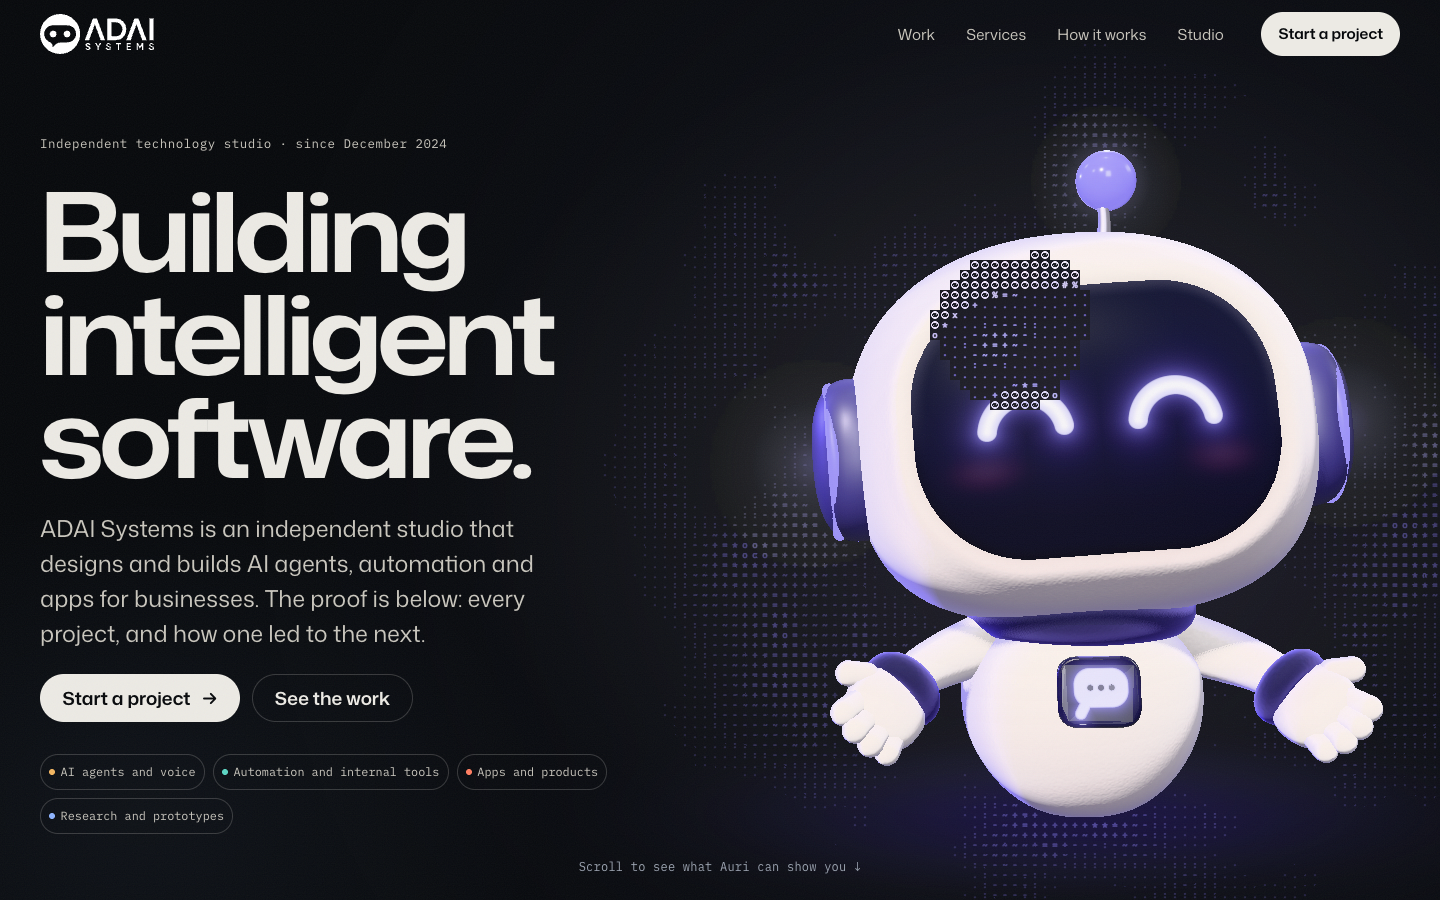 ADAI
SYSTEMS
Work
Services
How it works
Studio
Start a project
Independent technology studio · since December 2024
Building
intelligent
software.
ADAI Systems is an independent studio that
designs and builds AI agents, automation and
apps for businesses. The proof is below: every
project, and how one led to the next.
Start a project →
See the work
AI agents and voice
Automation and internal tools
Apps and products
Research and prototypes
Scroll to see what Auri can show you ↓